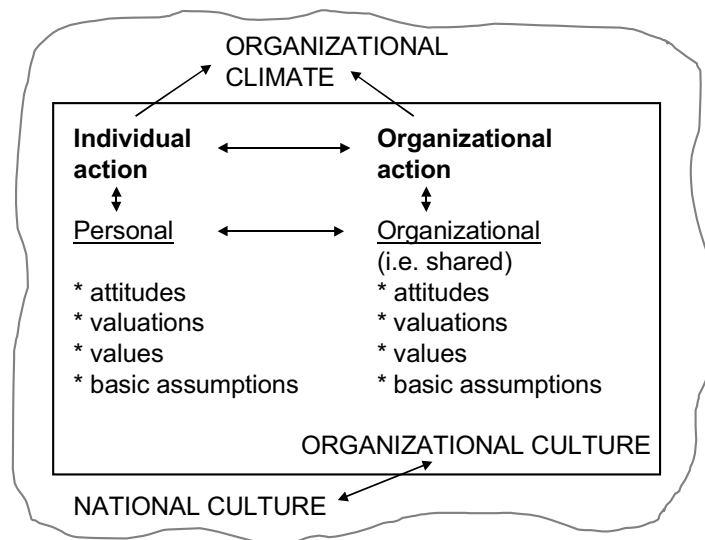 ORGANIZATIONAL
CLIMATE
Individual
action
Organizational
action
Personal
Organizational
(i.e. shared)
* attitudes
* valuations
* values
* basic assumptions
* attitudes
* valuations
* values
* basic assumptions
ORGANIZATIONAL CULTURE
NATIONAL CULTURE